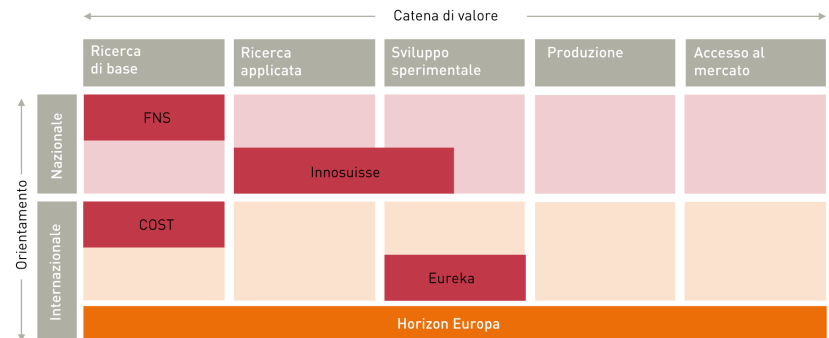 Catena di valore
Ricerca
di base
Ricerca
applicata
Sviluppo
sperimentale
Produzione
Accesso al
mercato
Orientamento
Nazionale
FNS
Innosuisse
Internazionale
COST
Eureka
Horizon Europa